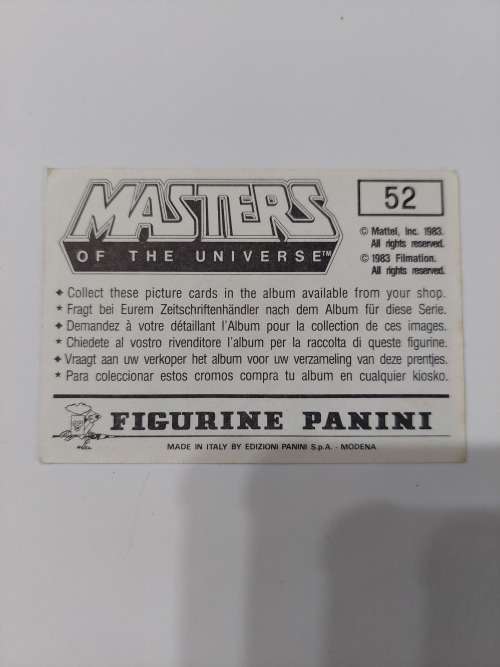 MASTERS
OF THE UNIVERSE™
52
© Mattel, Inc. 1983.
All rights reserved.
© 1983 Filmation.
All rights reserved.
✦ Collect these picture cards in the album available from your shop.
★ Fragt bei Eurem Zeitschriftenhändler nach dem Album für diese Serie.
✦ Demandez à votre détaillant l'Album pour la collection de ces images.
★ Chiedete al vostro rivenditore l'album per la raccolta di queste figurine.
✦ Vraagt aan uw verkoper het album voor uw verzameling van deze prentjes.
★ Para coleccionar estos cromos compra tu album en cualquier kiosko.
FIGURINE PANINI
MADE IN ITALY BY EDIZIONI PANINI S.p.A. - MODENA